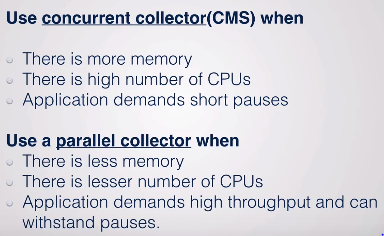 Use concurrent collector(CMS) when
There is more memory
There is high number of CPUs
Application demands short pauses
Use a parallel collector when
There is less memory
There is lesser number of CPUs
Application demands high throughput and can
withstand pauses.